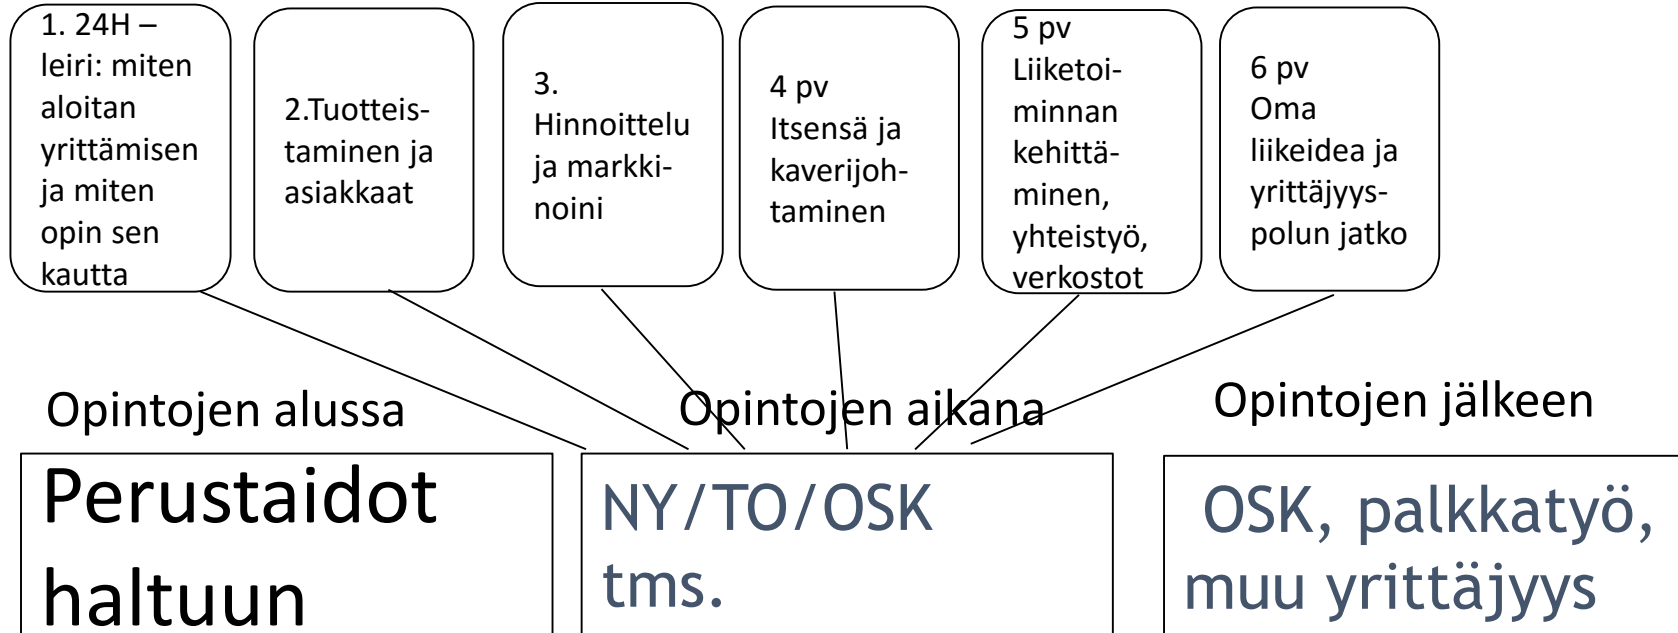 1. 24H –
leiri: miten
aloitan
yrittämisen
ja miten
opin sen
kautta
2.Tuotteis-
taminen ja
asiakkaat
3.
Hinnoittelu
ja markki-
noini
4 pv
Itsensä ja
kaverijoh-
taminen
5 pv
Liiketoi-
minnan
kehittä-
minen,
yhteistyö,
verkostot
6 pv
Oma
liikeidea ja
yrittäjyys-
polun jatko
Opintojen alussa
Opintojen aikana
Opintojen jälkeen
Perustaidot
haltuun
NY/TO/OSK
tms.
OSK, palkkatyö,
muu yrittäjyys